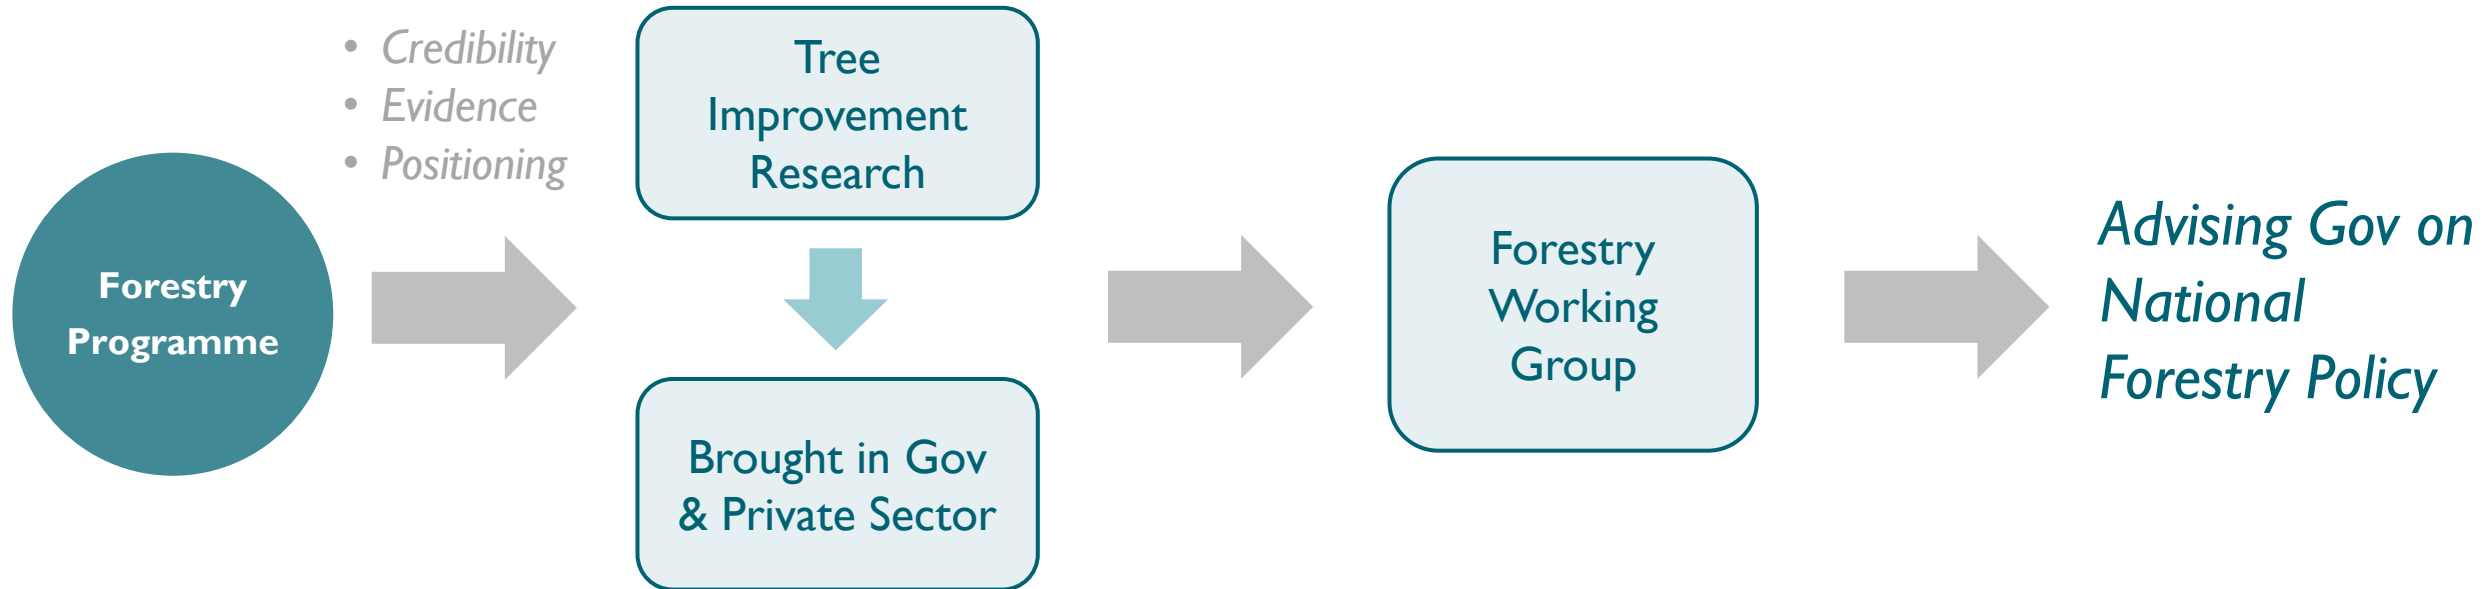 Forestry
Programme
• Credibility
• Evidence
• Positioning
Tree
Improvement
Research
Brought in Gov
& Private Sector
Forestry
Working
Group
Advising Gov on
National
Forestry Policy